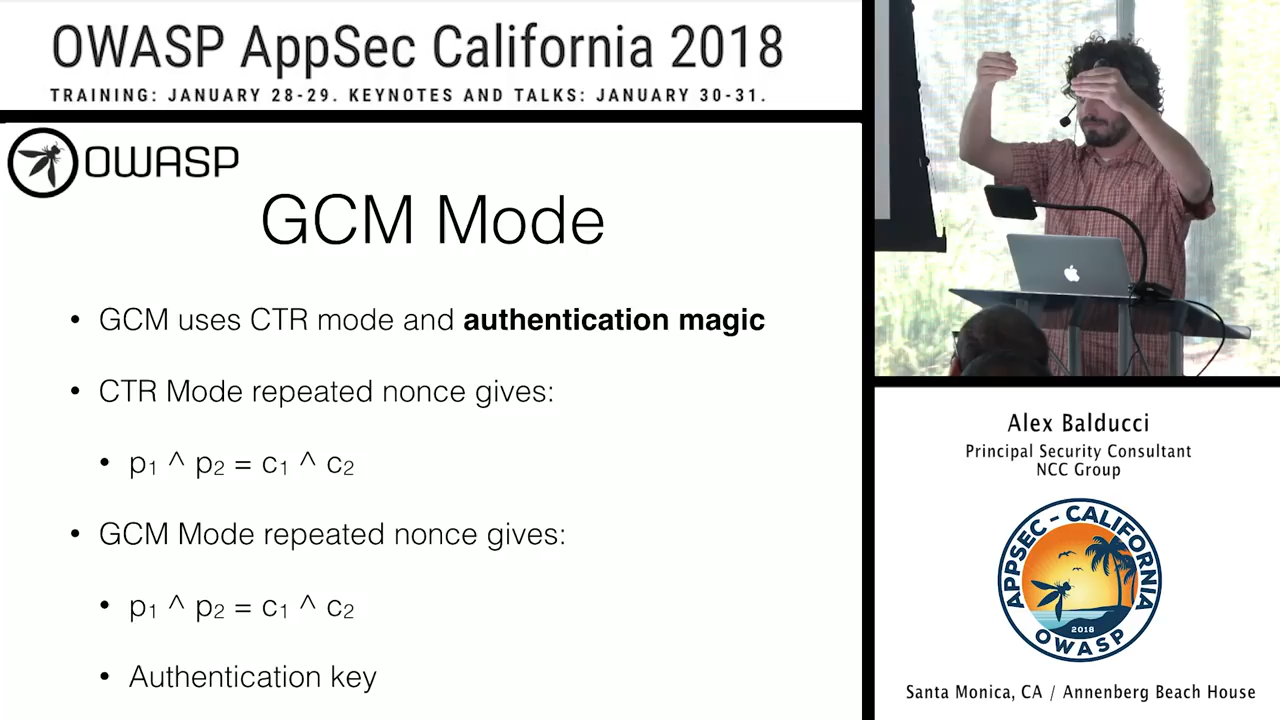 OWASP AppSec California 2018
TRAINING: JANUARY 28-29. KEYNOTES AND TALKS: JANUARY 30-31.
OWASP
GCM Mode
• GCM uses CTR mode and authentication magic
• CTR Mode repeated nonce gives:
• p₁ ^ p₂ = c₁ ^ c₂
• GCM Mode repeated nonce gives:
• p₁ ^ p₂ = c₁ ^ c₂
• Authentication key
Alex Balducci
Principal Security Consultant
NCC Group
APPSEC - CALIFORNIA
2018
OWASP
Santa Monica, CA / Annenberg Beach House